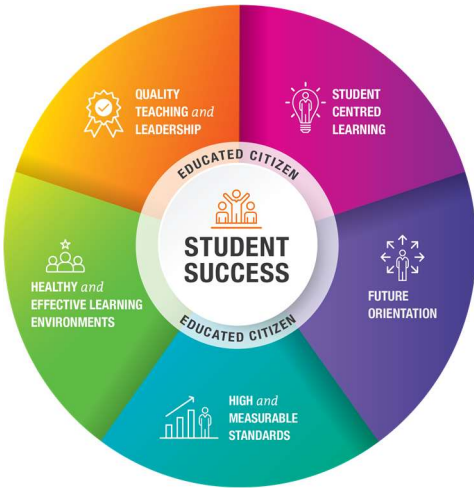 QUALITY
TEACHING and
LEADERSHIP
STUDENT
CENTRED
LEARNING
EDUCATED CITIZEN
STUDENT
SUCCESS
EDUCATED CITIZEN
HEALTHY and
EFFECTIVE LEARNING
ENVIRONMENTS
FUTURE
ORIENTATION
HIGH and
MEASURABLE
STANDARDS